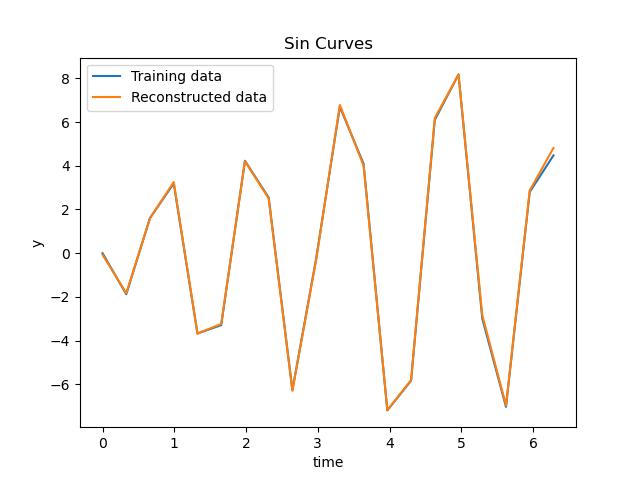 Sin Curves
Training data
Reconstructed data
8
6
4
2
0
−2
−4
−6
y
0 1 2 3 4 5 6
time